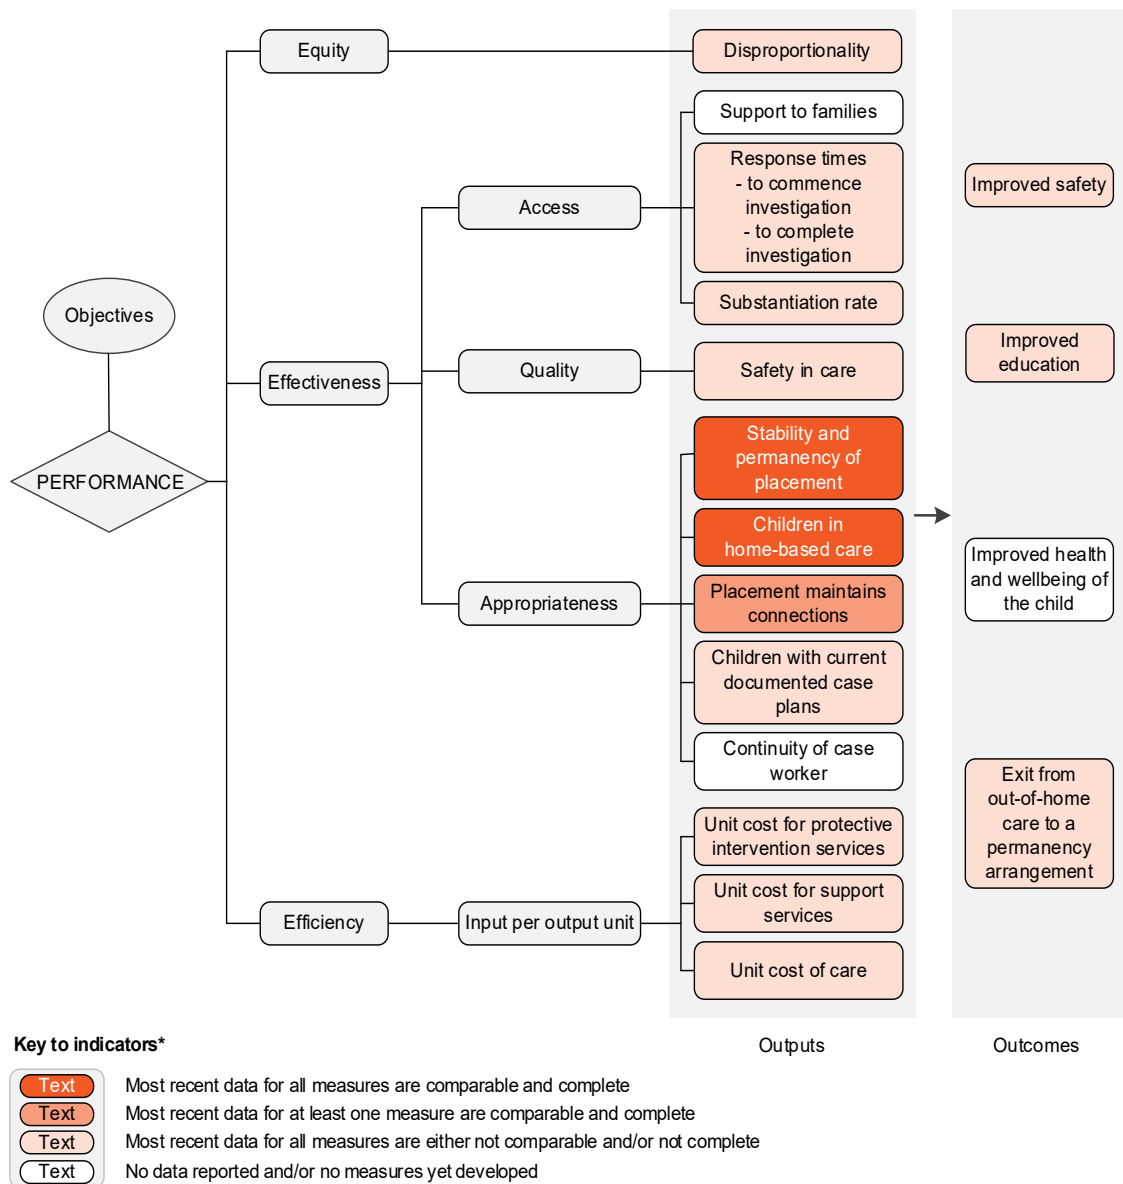 Equity
Disproportionality
Support to families
Response times
- to commence
investigation
- to complete
investigation
Access
Substantiation rate
Objectives
Effectiveness
Quality
Safety in care
PERFORMANCE
Stability and
permanency of
placement
Children in
home-based care
Appropriateness
Placement maintains
connections
Children with current
documented case
plans
Continuity of case
worker
Unit cost for protective
intervention services
Efficiency
Input per output unit
Unit cost for support
services
Unit cost of care
Improved safety
Improved
education
Improved health
and wellbeing of
the child
Exit from
out-of-home
care to a
permanency
arrangement
Outputs
Outcomes
Key to indicators*
Text Most recent data for all measures are comparable and complete
Text Most recent data for at least one measure are comparable and complete
Text Most recent data for all measures are either not comparable and/or not complete
Text No data reported and/or no measures yet developed